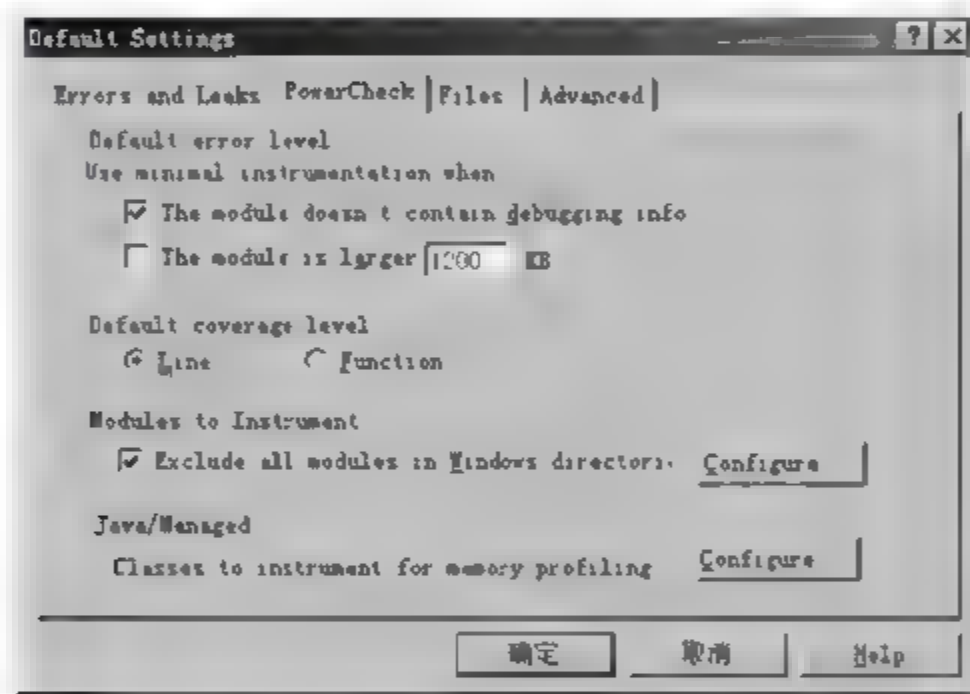 Default Settings
Errors and Leaks PowerCheck Files Advanced
Default error level
Use minimal instrumentation when
The module doesn t contain debugging info
The module is larger 1200 KB
Default coverage level
Line Function
Modules to Instrument
Exclude all modules in Windows directori. Configure
Java/Managed
Classes to instrument for memory profiling Configure
确定 取消 Help